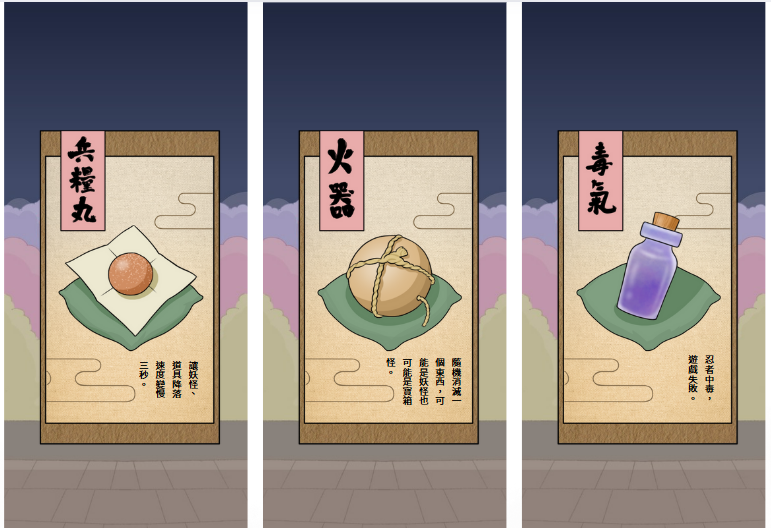 兵糧丸
讓妖怪、
道具降落
速度變慢
三秒。
火器
隨機消滅一
個東西，可
能是妖怪也
可能是寶箱
怪。
毒氣
忍者中毒，
遊戲失敗。